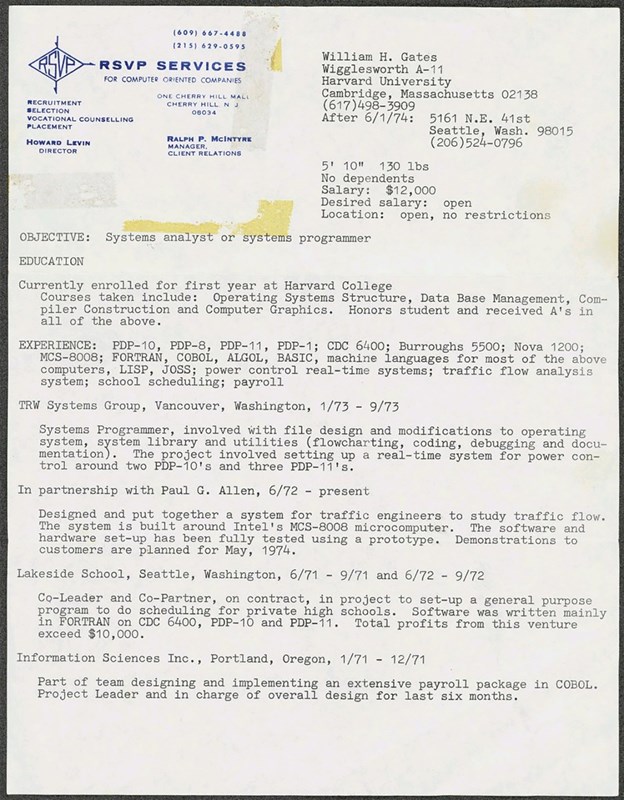 (609) 667-4488
(215) 629-0595
RSVP
RSVP SERVICES
FOR COMPUTER ORIENTED COMPANIES
ONE CHERRY HILL MALL
CHERRY HILL N J
08034
RECRUITMENT
SELECTION
VOCATIONAL COUNSELLING
PLACEMENT
HOWARD LEVIN
DIRECTOR
RALPH P. MCINTYRE
MANAGER,
CLIENT RELATIONS
William H. Gates
Wigglesworth A-11
Harvard University
Cambridge, Massachusetts 02138
(617)498-3909
After 6/1/74: 5161 N.E. 41st
Seattle, Wash. 98015
(206)524-0796
5' 10" 130 lbs
No dependents
Salary: $12,000
Desired salary: open
Location: open, no restrictions
OBJECTIVE: Systems analyst or systems programmer
EDUCATION
Currently enrolled for first year at Harvard College
Courses taken include: Operating Systems Structure, Data Base Management, Com-
piler Construction and Computer Graphics. Honors student and received A's in
all of the above.
EXPERIENCE: PDP-10, PDP-8, PDP-11, PDP-1; CDC 6400; Burroughs 5500; Nova 1200;
MCS-8008; FORTRAN, COBOL, ALGOL, BASIC, machine languages for most of the above
computers, LISP, JOSS; power control real-time systems; traffic flow analysis
system; school scheduling; payroll
TRW Systems Group, Vancouver, Washington, 1/73 - 9/73
Systems Programmer, involved with file design and modifications to operating
system, system library and utilities (flowcharting, coding, debugging and docu-
mentation). The project involved setting up a real-time system for power con-
trol around two PDP-10's and three PDP-11's.
In partnership with Paul G. Allen, 6/72 - present
Designed and put together a system for traffic engineers to study traffic flow.
The system is built around Intel's MCS-8008 microcomputer. The software and
hardware set-up has been fully tested using a prototype. Demonstrations to
customers are planned for May, 1974.
Lakeside School, Seattle, Washington, 6/71 - 9/71 and 6/72 - 9/72
Co-Leader and Co-Partner, on contract, in project to set-up a general purpose
program to do scheduling for private high schools. Software was written mainly
in FORTRAN on CDC 6400, PDP-10 and PDP-11. Total profits from this venture
exceed $10,000.
Information Sciences Inc., Portland, Oregon, 1/71 - 12/71
Part of team designing and implementing an extensive payroll package in COBOL.
Project Leader and in charge of overall design for last six months.